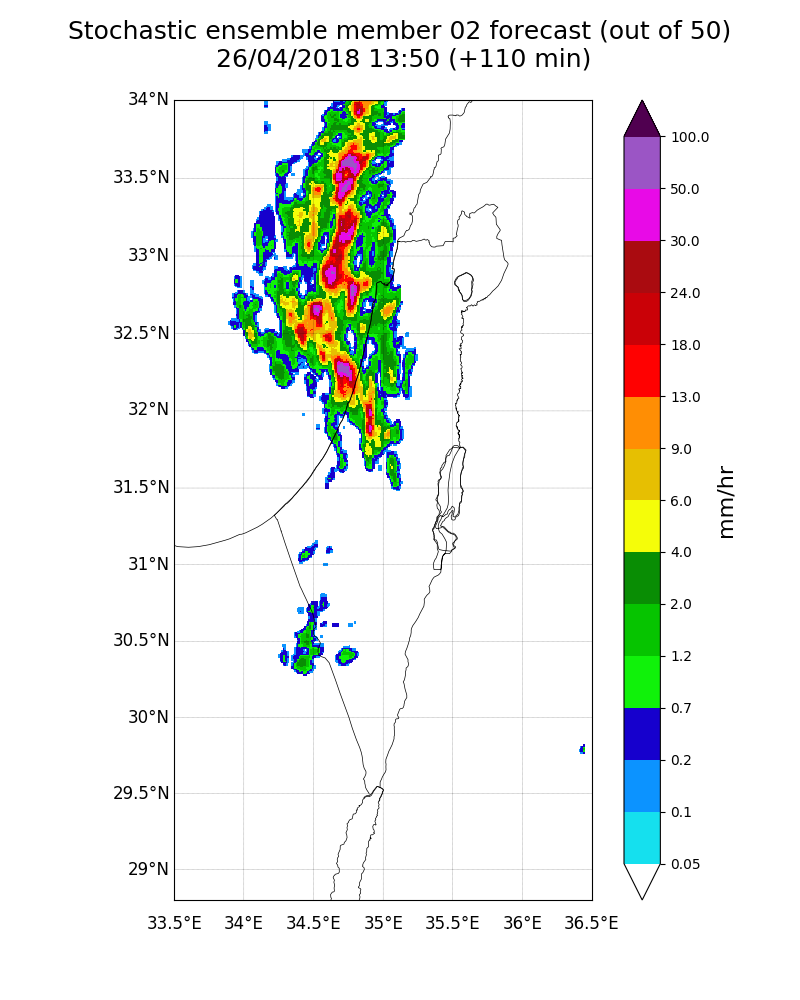 Stochastic ensemble member 02 forecast (out of 50)
26/04/2018 13:50 (+110 min)
34°N
33.5°N
33°N
32.5°N
32°N
31.5°N
31°N
30.5°N
30°N
29.5°N
29°N
33.5°E
34°E
34.5°E
35°E
35.5°E
36°E
36.5°E
100.0
50.0
30.0
24.0
18.0
13.0
9.0
6.0
4.0
2.0
1.2
0.7
0.2
0.1
0.05
mm/hr